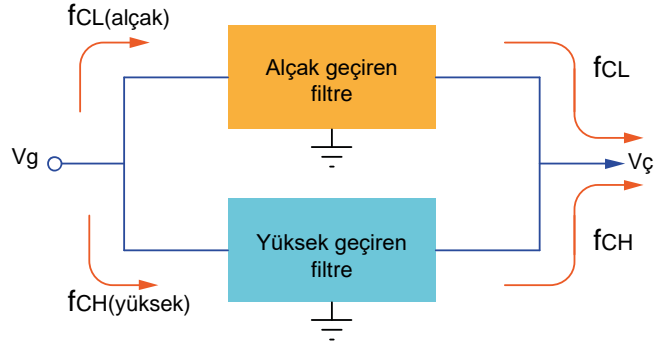 fCL(alçak)
Alçak geçiren
filtre
fCL
Vg
Vç
Yüksek geçiren
filtre
fCH
fCH(yüksek)